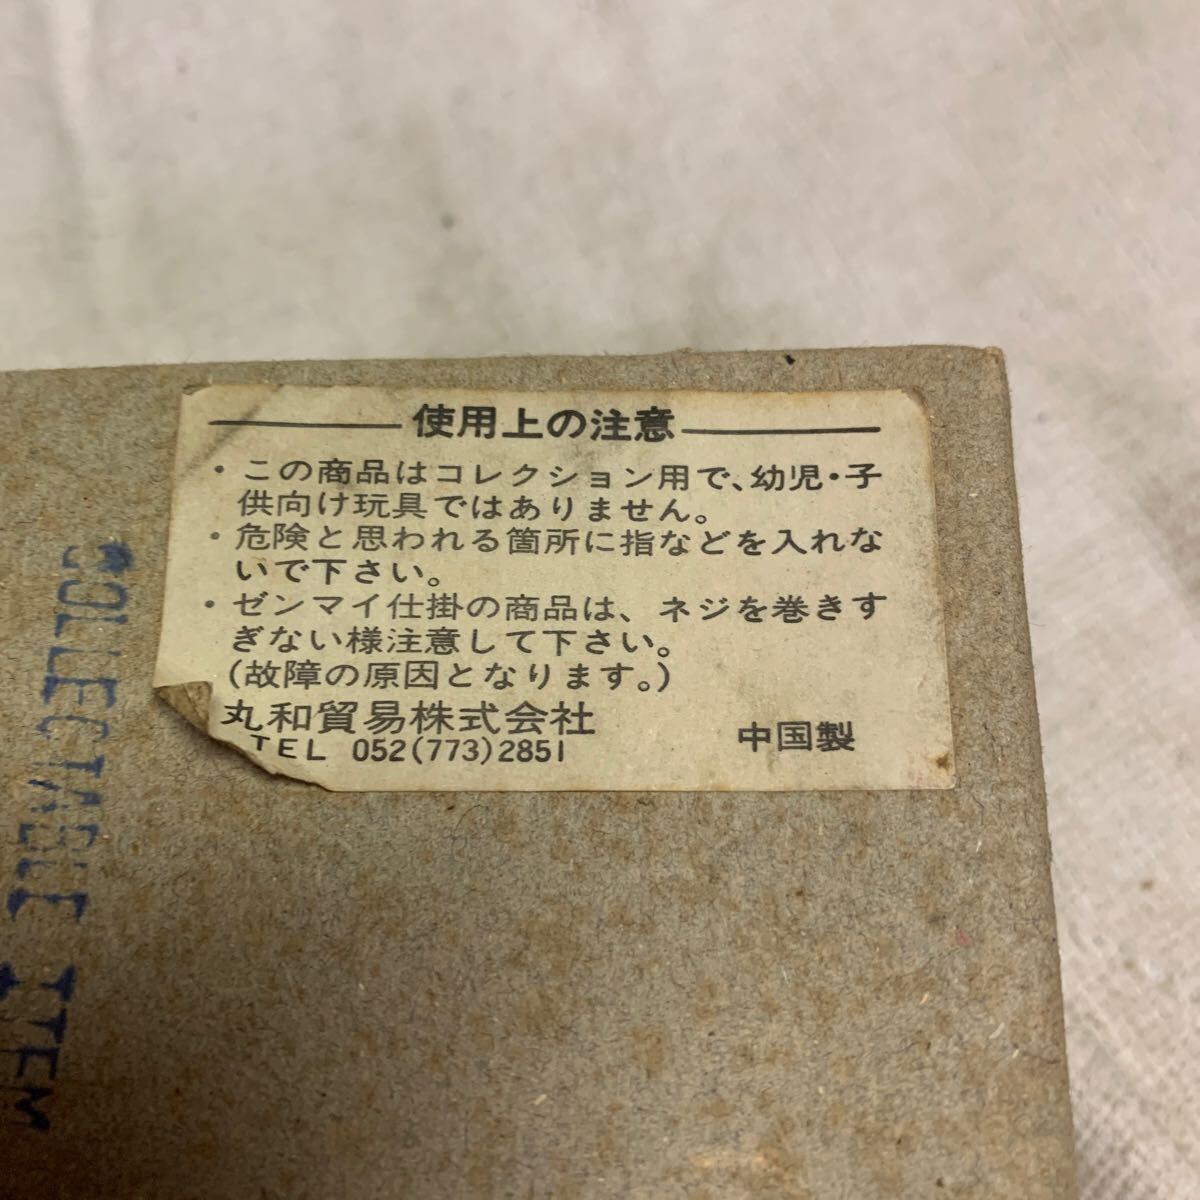 使用上の注意
・この商品はコレクション用で、幼児・子
供向け玩具ではありません。
・危険と思われる箇所に指などを入れな
いで下さい。
・ゼンマイ仕掛の商品は、ネジを巻きす
ぎない様注意して下さい。
(故障の原因となります。)
丸和貿易株式会社
TEL 052(773)2851
中国製
COLLECTABLE ITEM